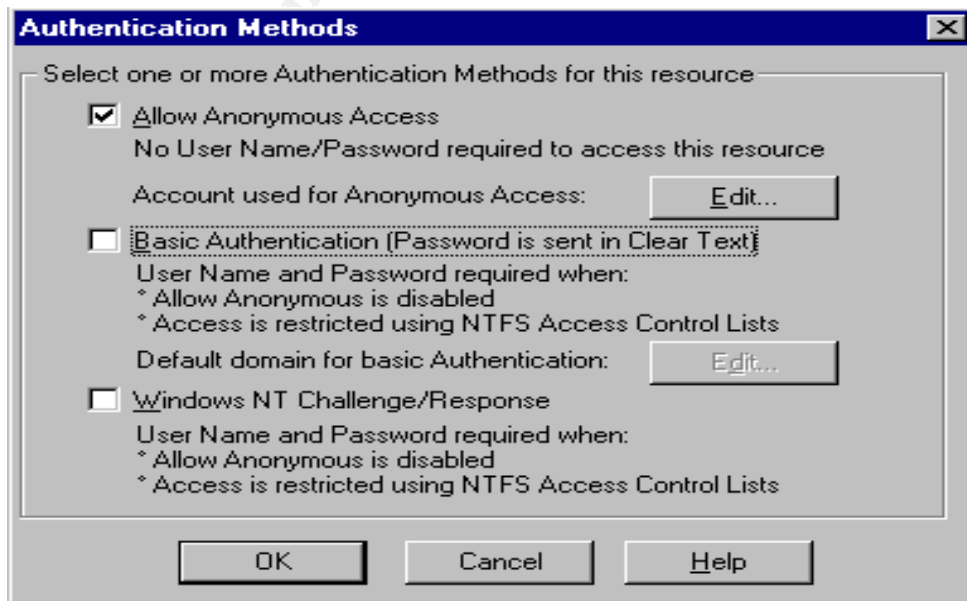 Authentication Methods
Select one or more Authentication Methods for this resource
Allow Anonymous Access
No User Name/Password required to access this resource
Account used for Anonymous Access:
Edit...
Basic Authentication (Password is sent in Clear Text)
User Name and Password required when:
* Allow Anonymous is disabled
* Access is restricted using NTFS Access Control Lists
Default domain for basic Authentication:
Edit...
Windows NT Challenge/Response
User Name and Password required when:
* Allow Anonymous is disabled
* Access is restricted using NTFS Access Control Lists
OK
Cancel
Help